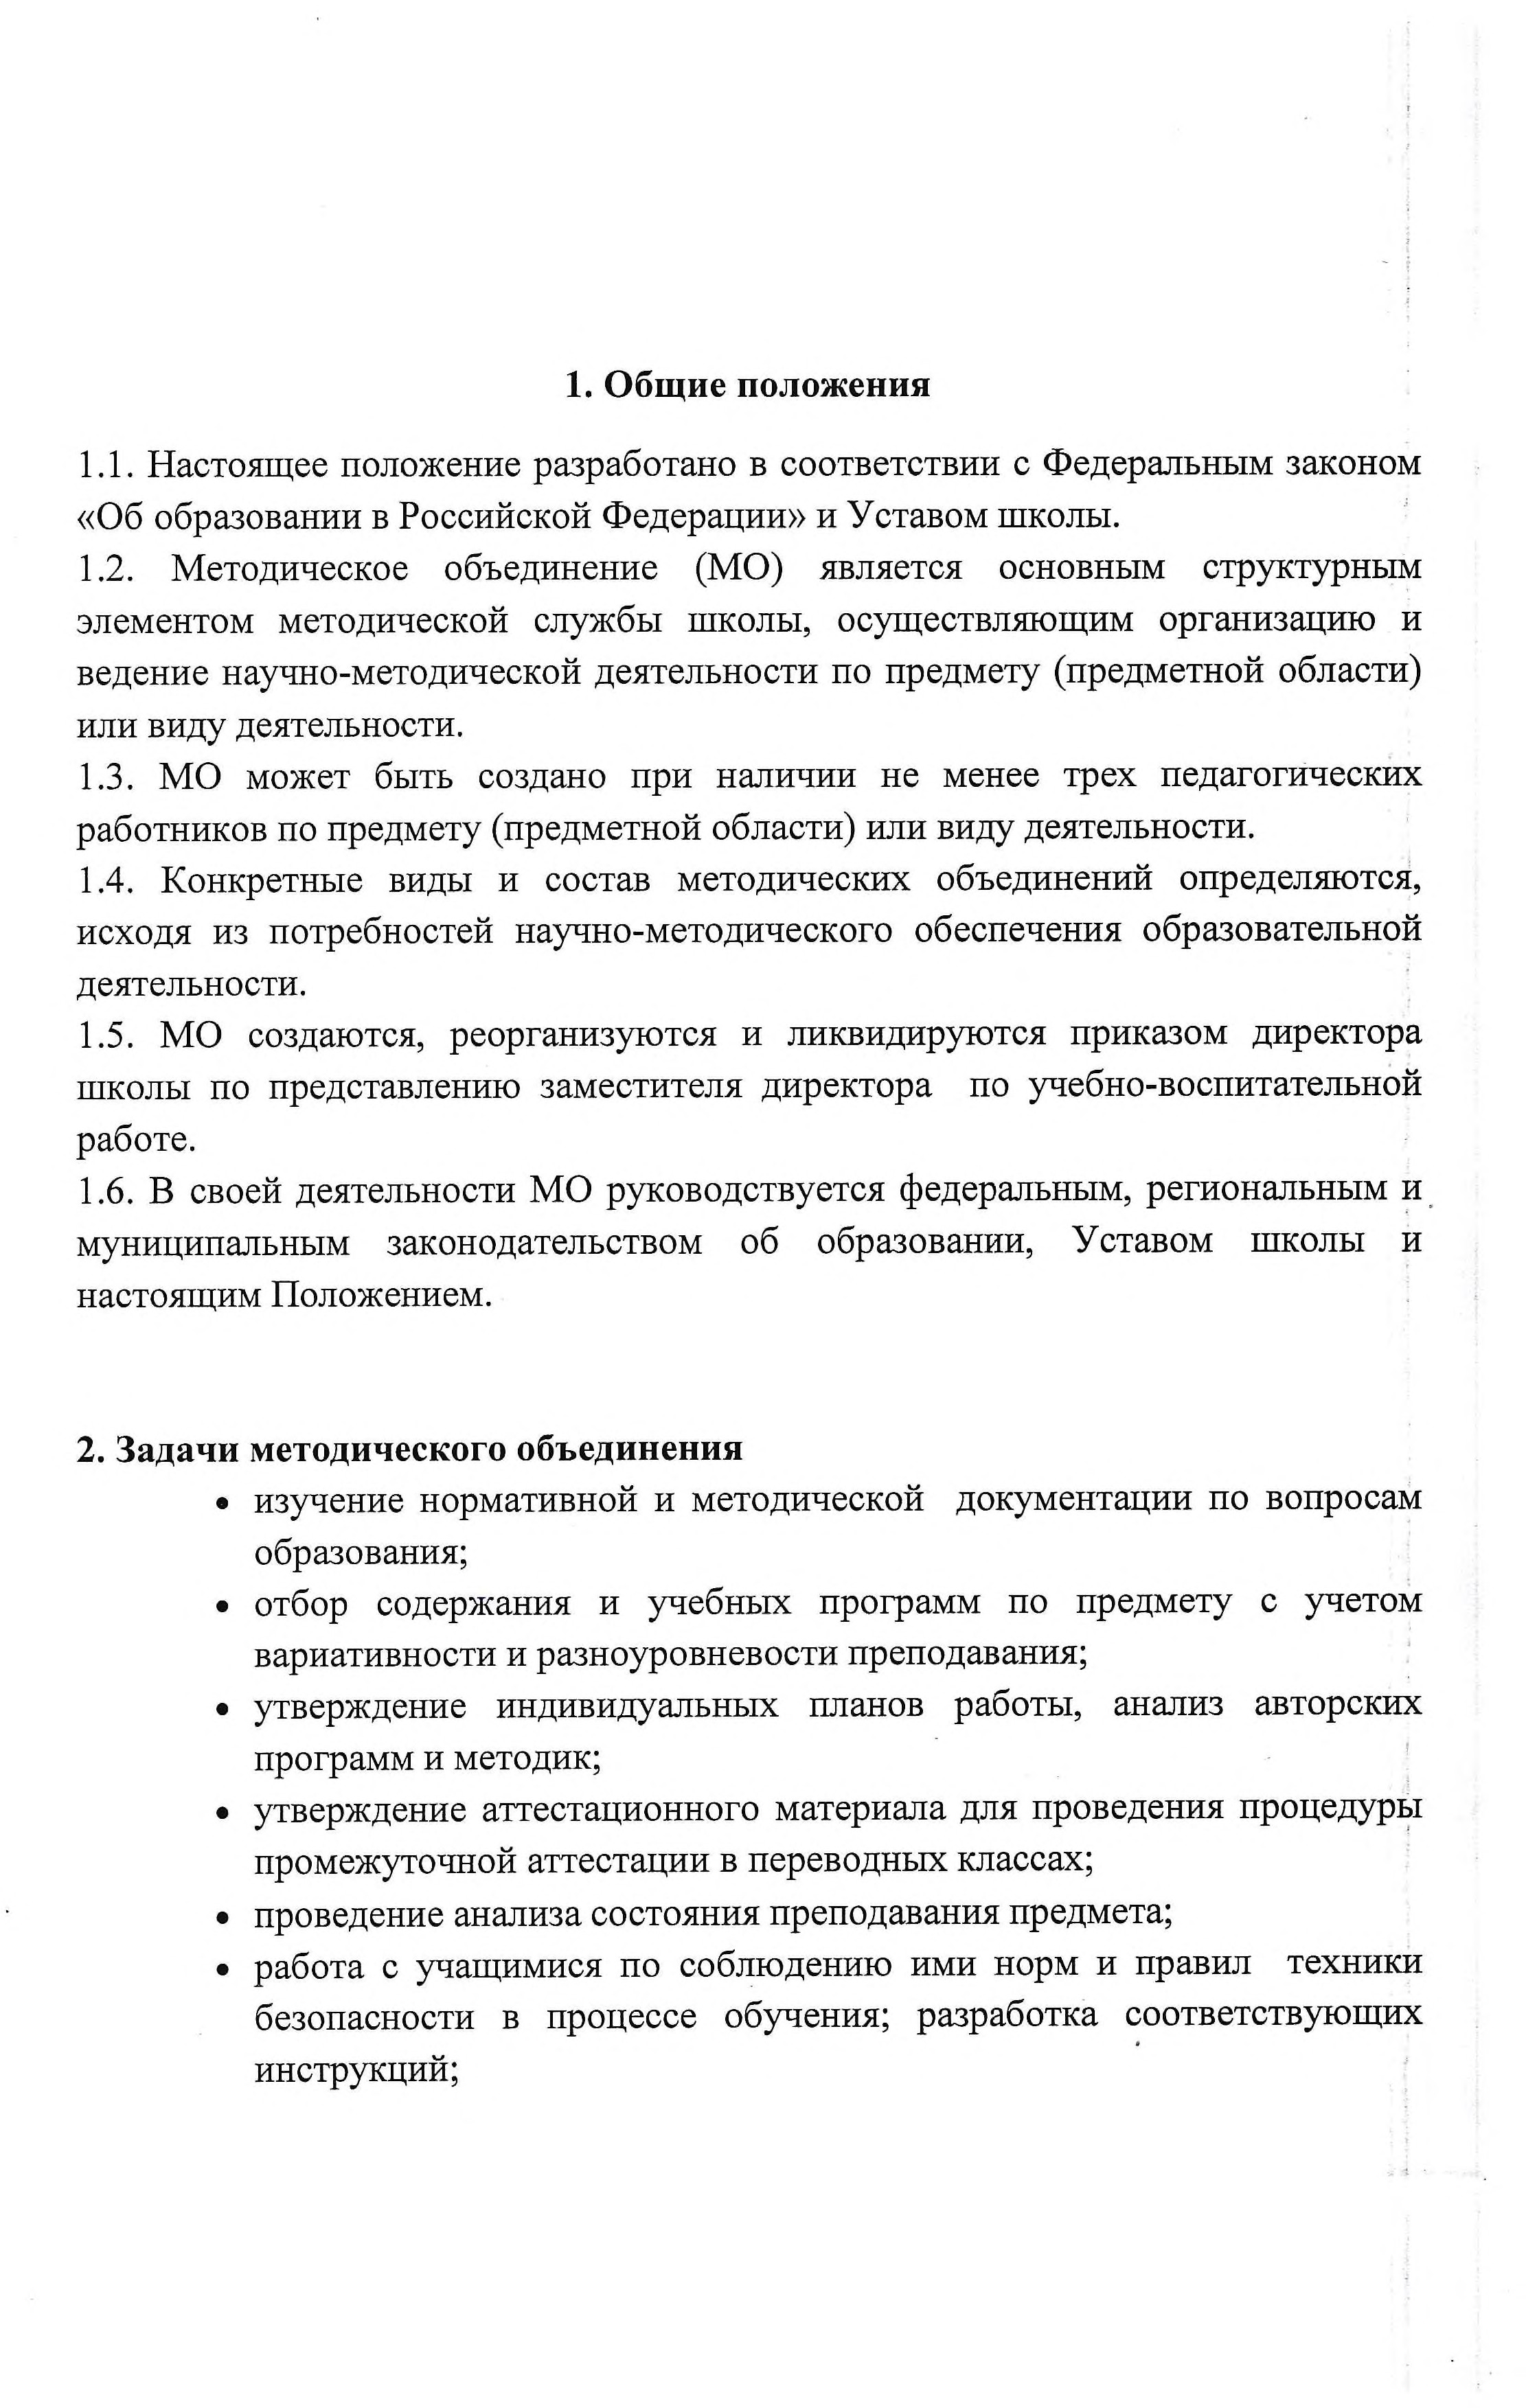 1. Общие положения
1.1. Настоящее положение разработано в соответствии с Федеральным законом
«Об образовании в Российской Федерации» и Уставом школы.
1.2. Методическое объединение (МО) является основным структурным
элементом методической службы школы, осуществляющим организацию и
ведение научно-методической деятельности по предмету (предметной области)
или виду деятельности.
1.3. МО может быть создано при наличии не менее трех педагогических
работников по предмету (предметной области) или виду деятельности.
1.4. Конкретные виды и состав методических объединений определяются,
исходя из потребностей научно-методического обеспечения образовательной
деятельности.
1.5. МО создаются, реорганизуются и ликвидируются приказом директора
школы по представлению заместителя директора по учебно-воспитательной
работе.
1.6. В своей деятельности МО руководствуется федеральным, региональным и
муниципальным законодательством об образовании, Уставом школы и
настоящим Положением.
2. Задачи методического объединения
• изучение нормативной и методической документации по вопросам
образования;
• отбор содержания и учебных программ по предмету с учетом
вариативности и разноуровневости преподавания;
• утверждение индивидуальных планов работы, анализ авторских
программ и методик;
• утверждение аттестационного материала для проведения процедуры
промежуточной аттестации в переводных классах;
• проведение анализа состояния преподавания предмета;
• работа с учащимися по соблюдению ими норм и правил техники
безопасности в процессе обучения; разработка соответствующих
инструкций;